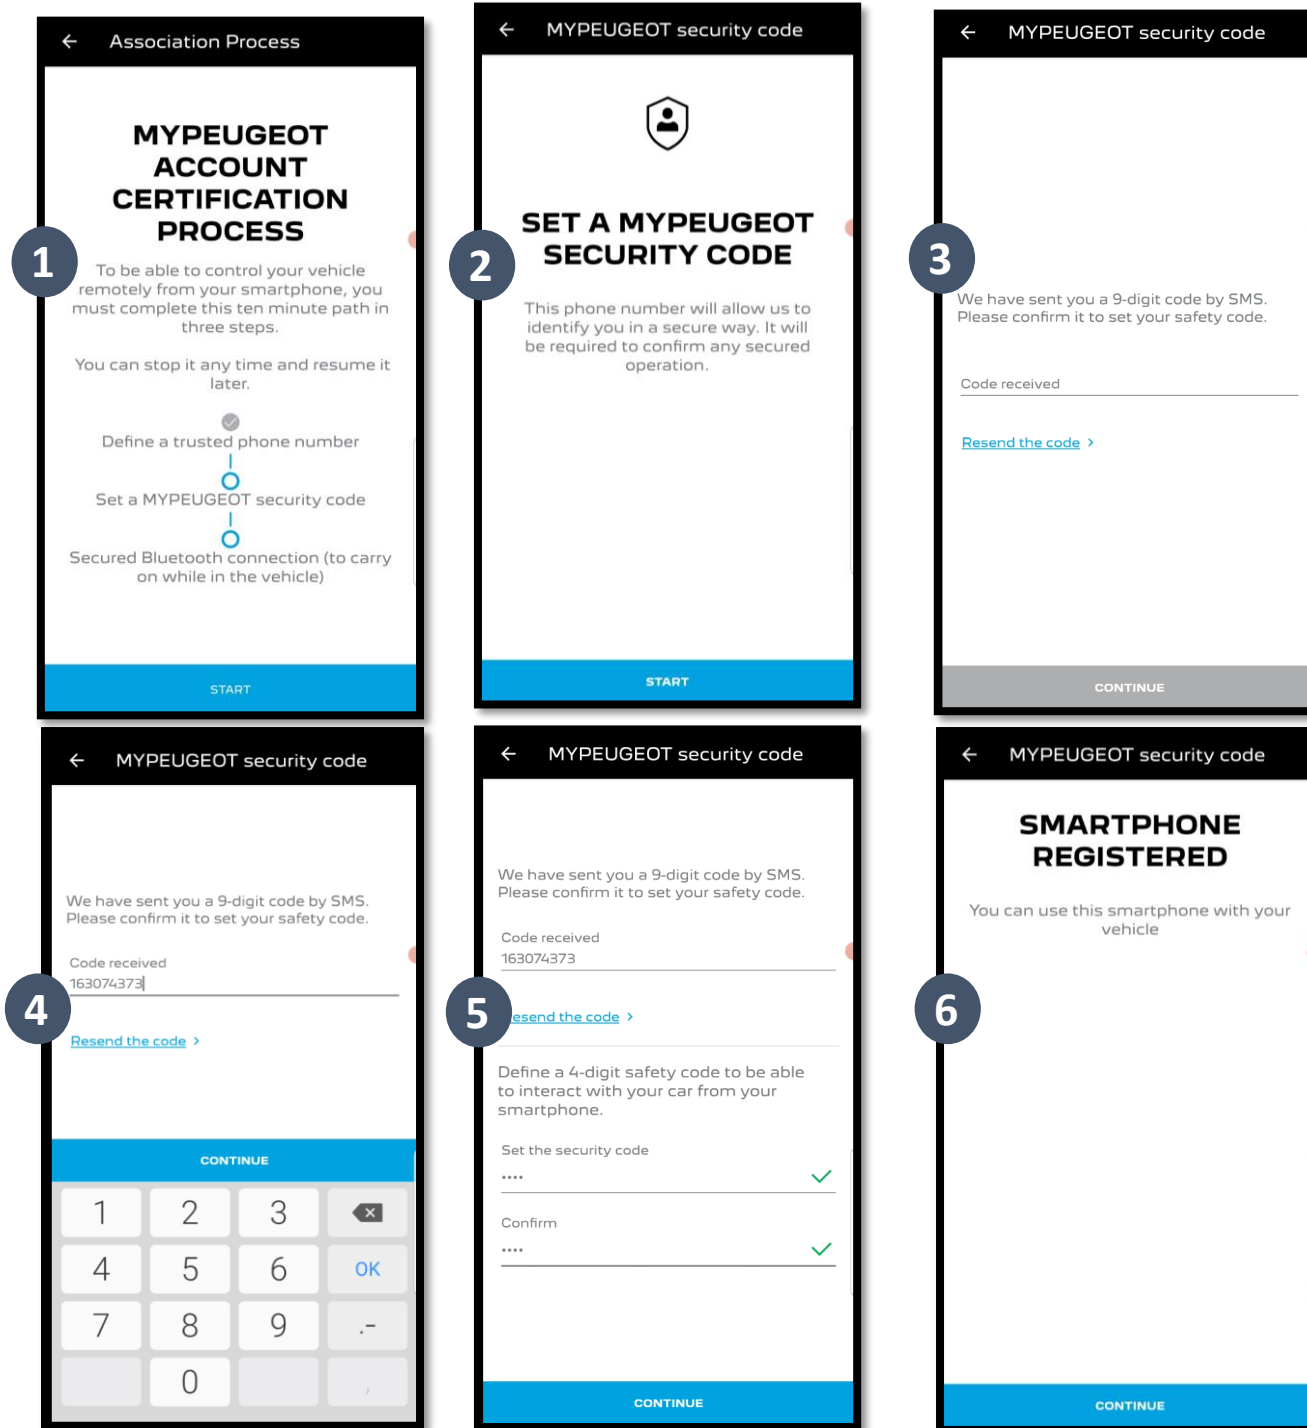 ← Association Process
MYPEUGEOT
ACCOUNT
CERTIFICATION
PROCESS
1
To be able to control your vehicle
remotely from your smartphone, you
must complete this ten minute path in
three steps.
You can stop it any time and resume it
later.
Define a trusted phone number
Set a MYPEUGEOT security code
Secured Bluetooth connection (to carry
on while in the vehicle)
START
← MYPEUGEOT security code
SET A MYPEUGEOT
SECURITY CODE
2
This phone number will allow us to
identify you in a secure way. It will
be required to confirm any secured
operation.
START
← MYPEUGEOT security code
3
We have sent you a 9-digit code by SMS.
Please confirm it to set your safety code.
Code received
Resend the code >
CONTINUE
← MYPEUGEOT security code
We have sent you a 9-digit code by SMS.
Please confirm it to set your safety code.
Code received
163074373
4
Resend the code >
CONTINUE
1 2 3
4 5 6 OK
7 8 9 .-
0 ,
← MYPEUGEOT security code
We have sent you a 9-digit code by SMS.
Please confirm it to set your safety code.
Code received
163074373
5
esend the code >
Define a 4-digit safety code to be able
to interact with your car from your
smartphone.
Set the security code
••••
Confirm
••••
CONTINUE
← MYPEUGEOT security code
SMARTPHONE
REGISTERED
You can use this smartphone with your
vehicle
6
CONTINUE